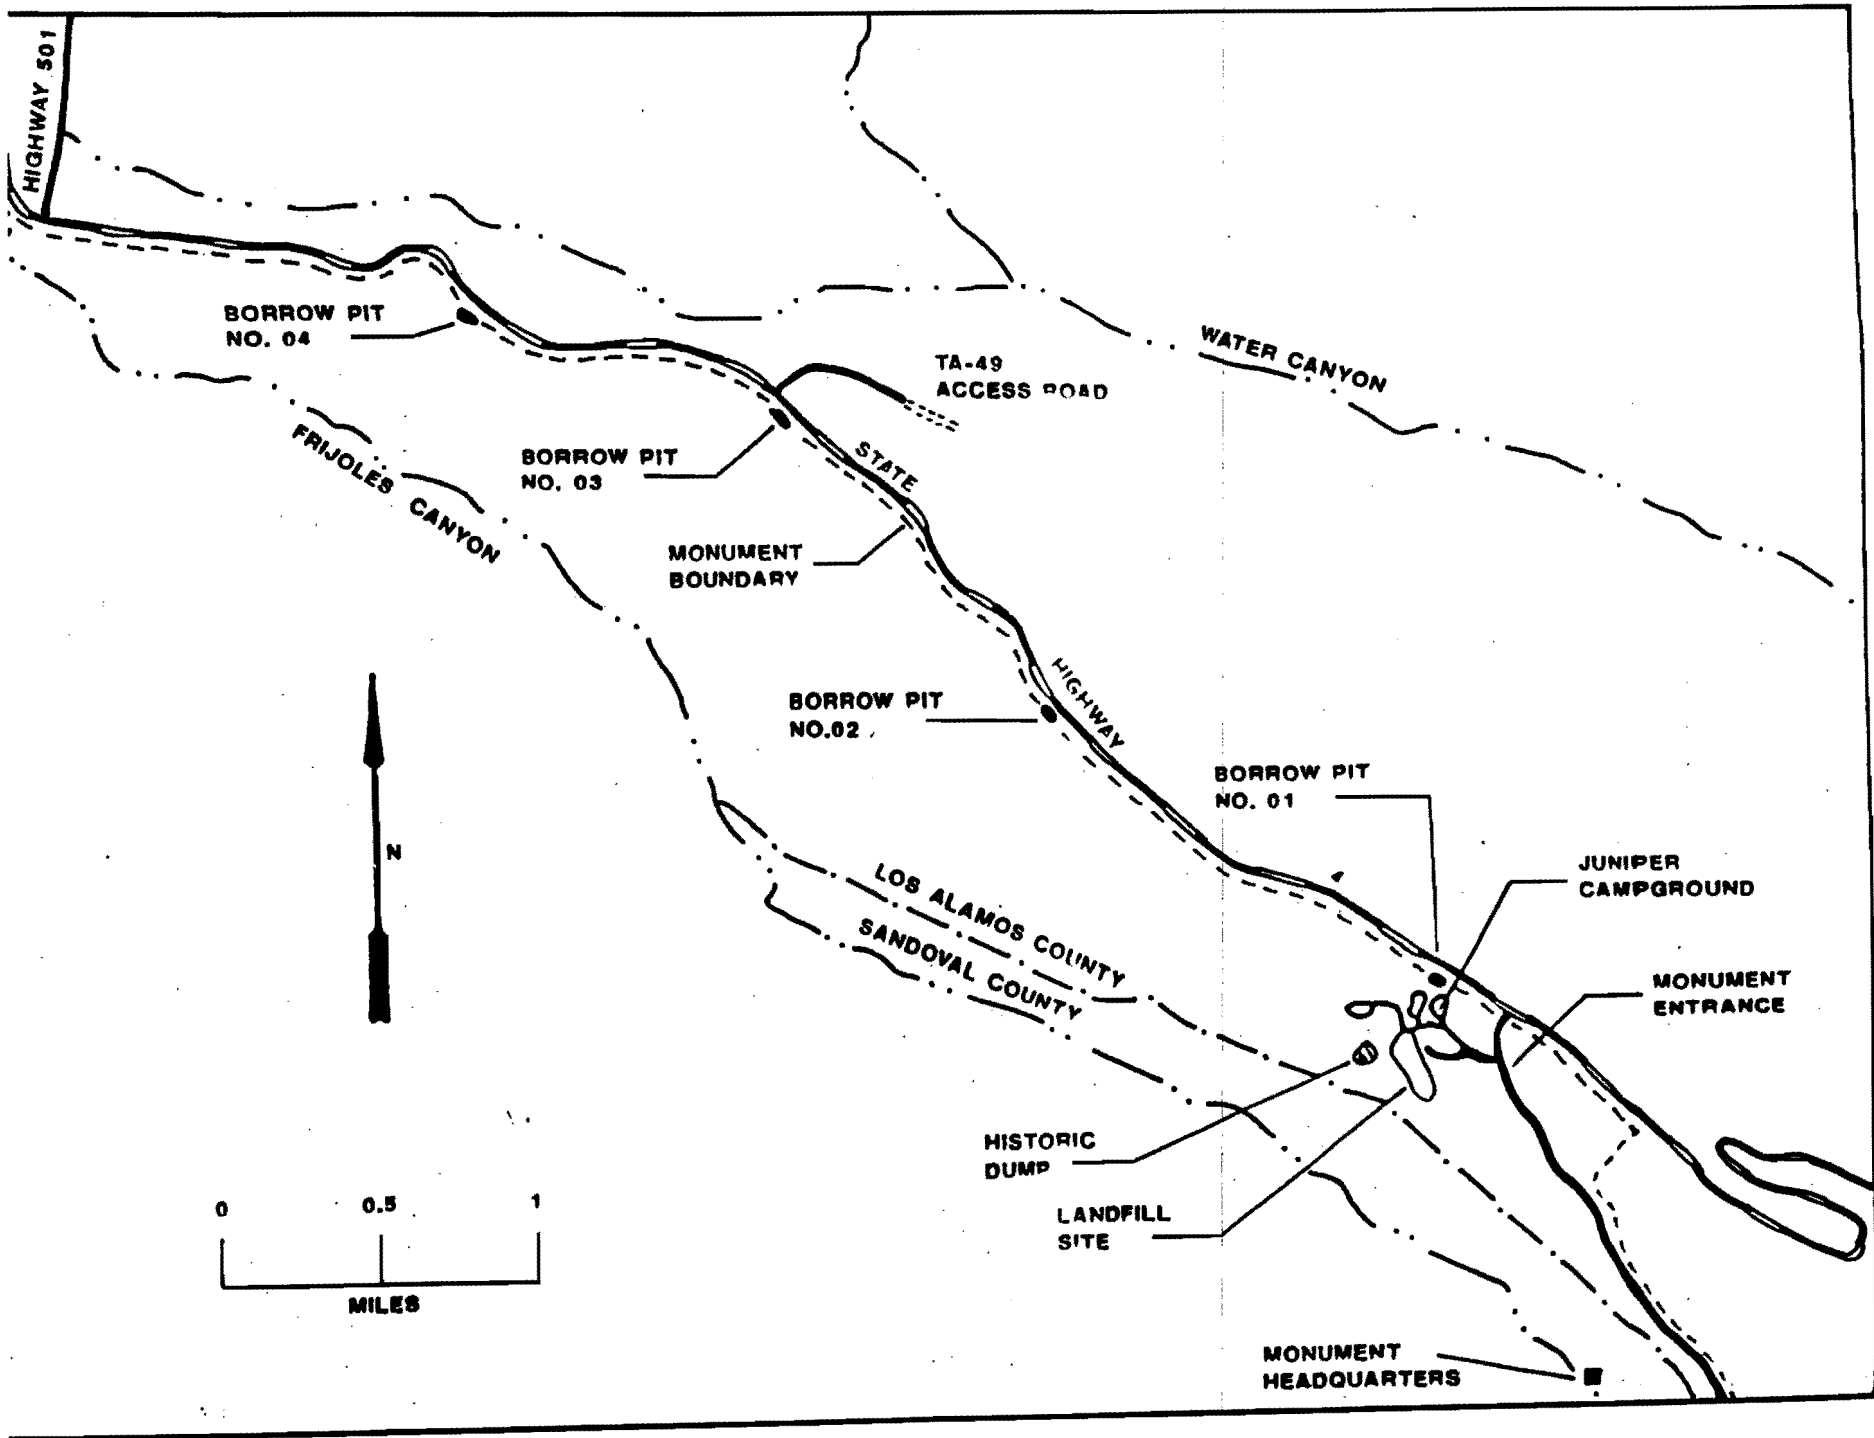 HIGHWAY 501
BORROW PIT
NO. 04
TA-49
ACCESS ROAD
WATER CANYON
FRIJOLES CANYON
BORROW PIT
NO. 03
STATE
HIGHWAY
MONUMENT
BOUNDARY
BORROW PIT
NO.02
N
BORROW PIT
NO. 01
4
JUNIPER
CAMPGROUND
LOS ALAMOS COUNTY
SANDOVAL COUNTY
MONUMENT
ENTRANCE
HISTORIC
DUMP
LANDFILL
SITE
0 0.5 1
MILES
MONUMENT
HEADQUARTERS